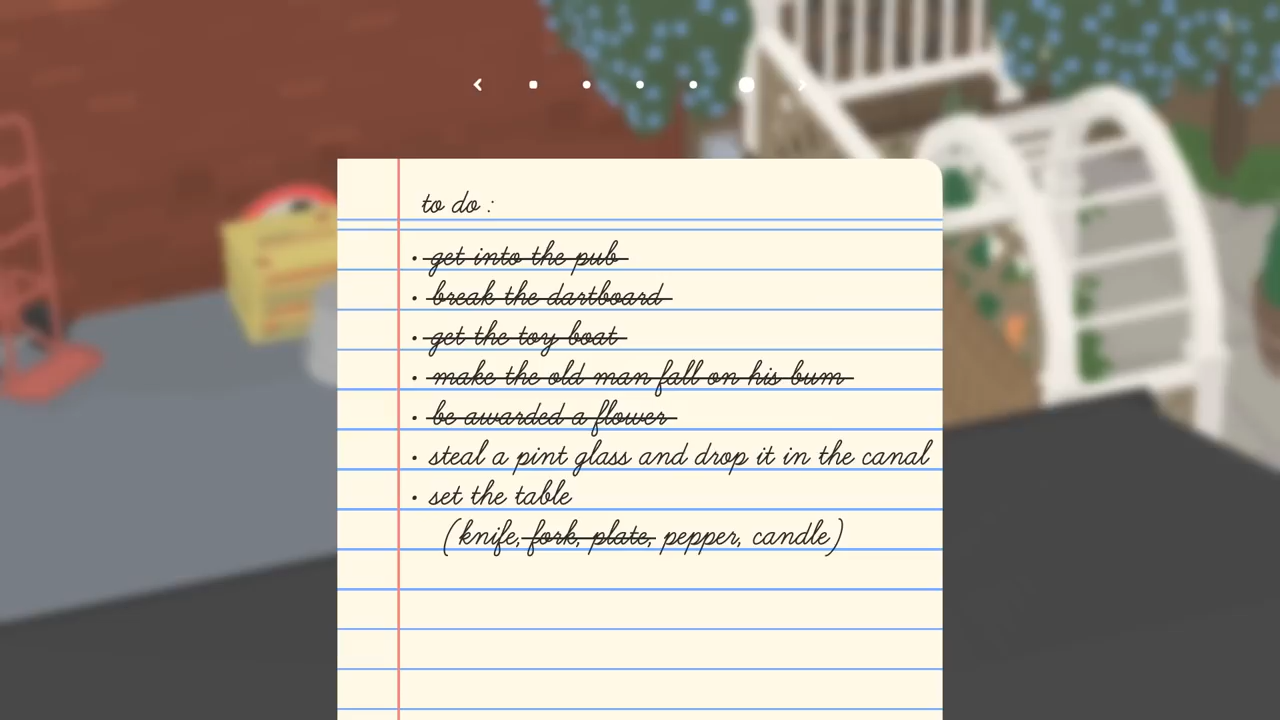 to do :
• get into the pub
• break the dartboard
• get the toy boat
• make the old man fall on his bum
• be awarded a flower
• steal a pint glass and drop it in the canal
• set the table
(knife, fork, plate, pepper, candle)